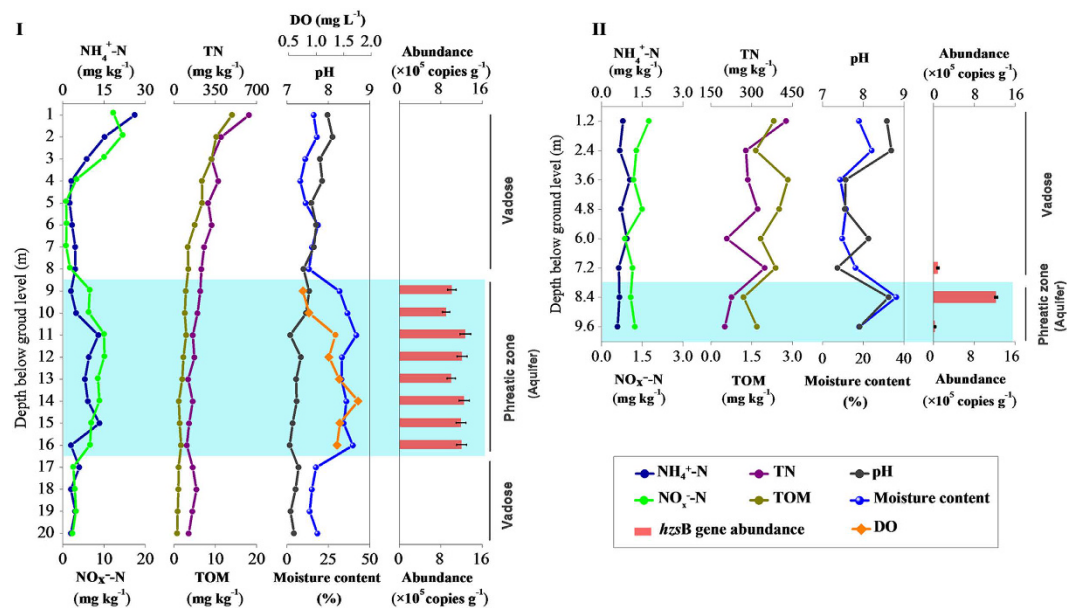 I
DO (mg L⁻¹)
0.5 1.0 1.5 2.0
NH₄⁺-N
(mg kg⁻¹)
TN
(mg kg⁻¹)
pH
Abundance
(×10⁵ copies g⁻¹)
0 13 26
0 350 700
7 8 9
0 8 16
Depth below ground level (m)
1
2
3
4
5
6
7
8
9
10
11
12
13
14
15
16
17
18
19
20
Vadose
Phreatic zone
(Aquifer)
Vadose
0 10 20
0 10 20
0 25 50
0 8 16
NOx⁻-N
(mg kg⁻¹)
TOM
(mg kg⁻¹)
Moisture content
(%)
Abundance
(×10⁵ copies g⁻¹)
II
NH₄⁺-N
(mg kg⁻¹)
TN
(mg kg⁻¹)
pH
Abundance
(×10⁵ copies g⁻¹)
0.0 1.5 3.0
150 300 450
7 8 9
0 8 16
Depth below ground level (m)
1.2
2.4
3.6
4.8
6.0
7.2
8.4
9.6
Vadose
Phreatic zone
(Aquifer)
0.0 1.5 3.0
0.0 1.5 3.0
0 20 40
0 8 16
NOx⁻-N
(mg kg⁻¹)
TOM
(mg kg⁻¹)
Moisture content
(%)
Abundance
(×10⁵ copies g⁻¹)
NH₄⁺-N
TN
pH
NOₓ⁻-N
TOM
Moisture content
hzsB gene abundance
DO